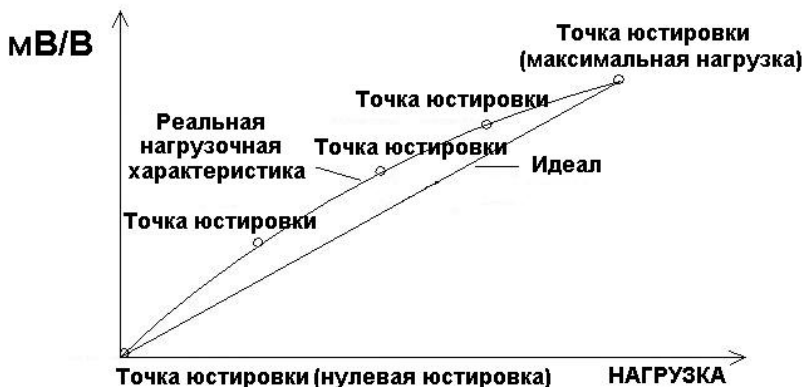 мВ/В
Точка юстировки
(максимальная нагрузка)
Точка юстировки
Реальная
нагрузочная
характеристика
Точка юстировки
Идеал
Точка юстировки
Точка юстировки (нулевая юстировка)
НАГРУЗКА